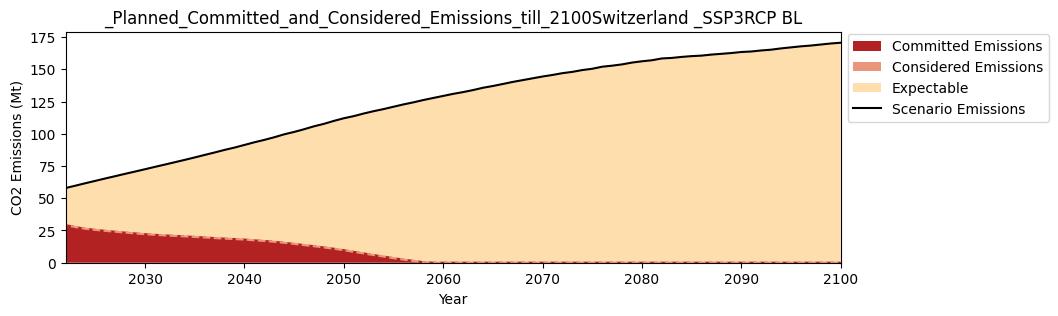 _Planned_Committed_and_Considered_Emissions_till_2100Switzerland _SSP3RCP BL
175
150
125
100
75
50
25
0
CO2 Emissions (Mt)
2030
2040
2050
2060
2070
2080
2090
2100
Year
Committed Emissions
Considered Emissions
Expectable
Scenario Emissions